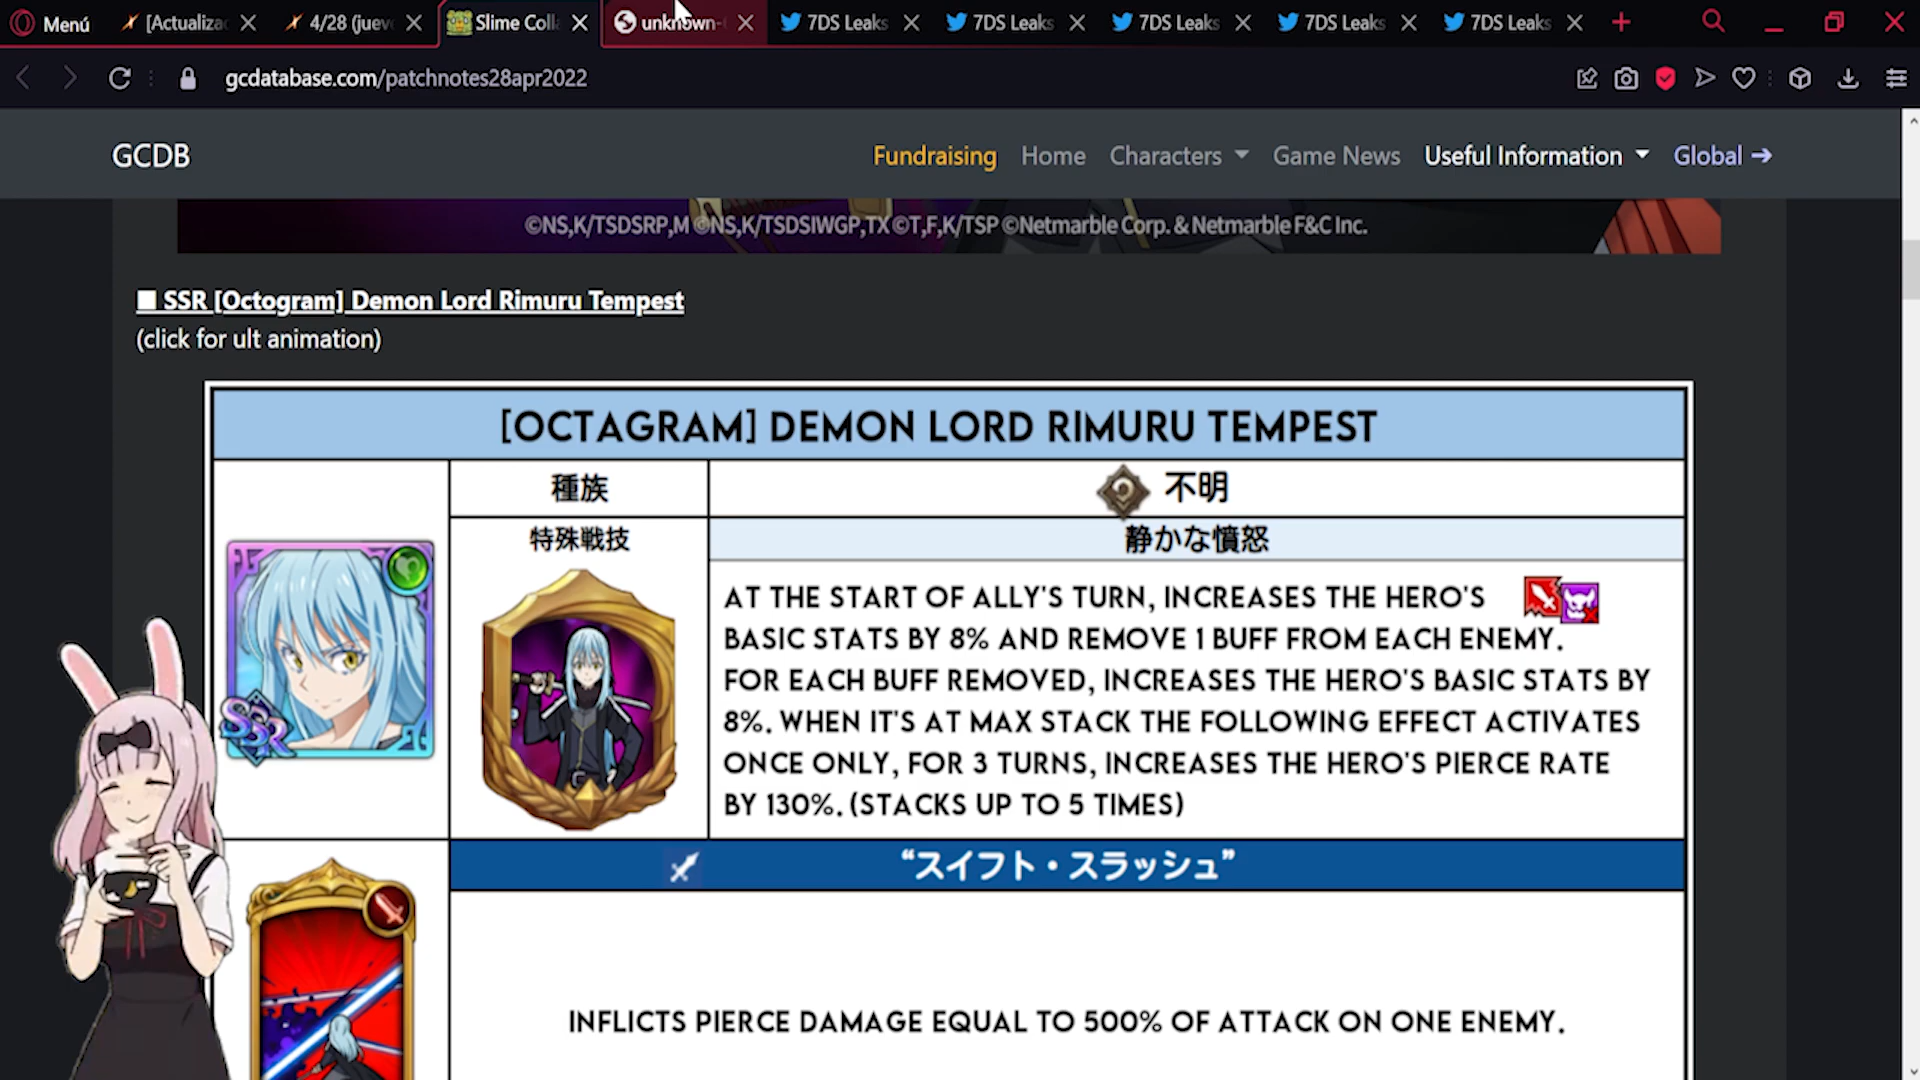 Menú
[Actualiza
4/28 (juev
Slime Colla
unknown-
7DS Leaks
7DS Leaks
7DS Leaks
7DS Leaks
7DS Leaks
gcdatabase.com/patchnotes28apr2022
GCDB
Fundraising Home Characters Game News Useful Information Global →
©NS,K/TSDSRP,M ©NS,K/TSDSIWGP,TX ©T,F,K/TSP ©Netmarble Corp. & Netmarble F&C Inc.
■ SSR [Octogram] Demon Lord Rimuru Tempest
(click for ult animation)
[OCTAGRAM] DEMON LORD RIMURU TEMPEST
種族
不明
特殊戦技
静かな憤怒
SSR
AT THE START OF ALLY'S TURN, INCREASES THE HERO'S
BASIC STATS BY 8% AND REMOVE 1 BUFF FROM EACH ENEMY.
FOR EACH BUFF REMOVED, INCREASES THE HERO'S BASIC STATS BY
8%. WHEN IT'S AT MAX STACK THE FOLLOWING EFFECT ACTIVATES
ONCE ONLY, FOR 3 TURNS, INCREASES THE HERO'S PIERCE RATE
BY 130%. (STACKS UP TO 5 TIMES)
“スイフト・スラッシュ”
INFLICTS PIERCE DAMAGE EQUAL TO 500% OF ATTACK ON ONE ENEMY.